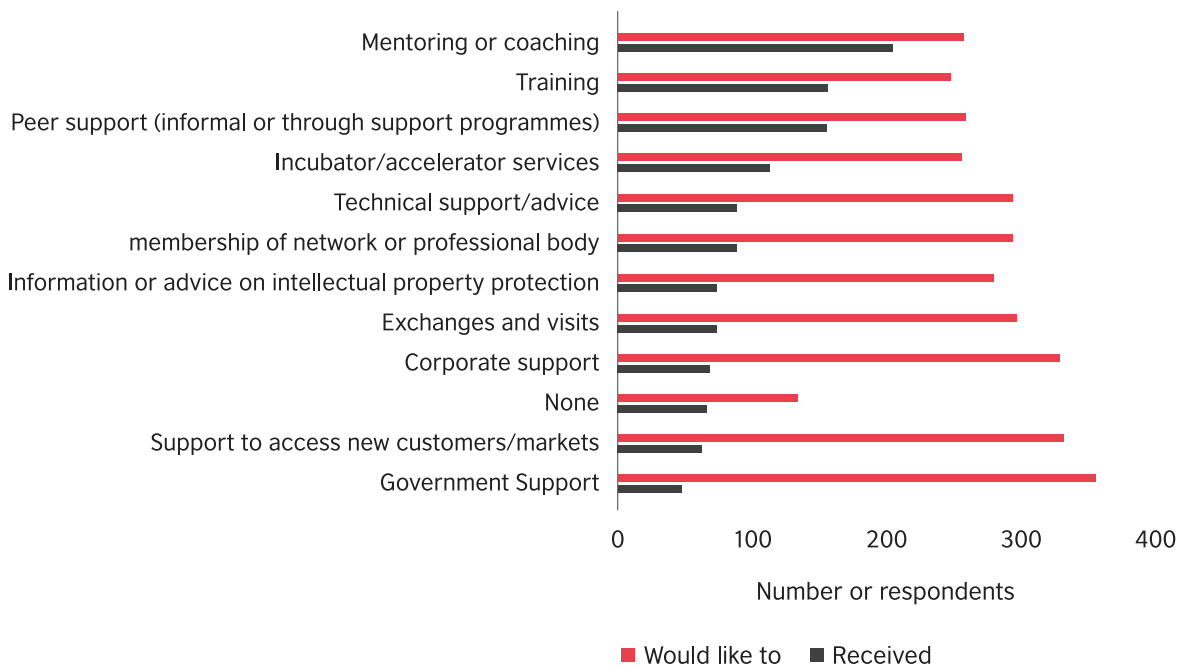 Mentoring or coaching
Training
Peer support (informal or through support programmes)
Incubator/accelerator services
Technical support/advice
membership of network or professional body
Information or advice on intellectual property protection
Exchanges and visits
Corporate support
None
Support to access new customers/markets
Government Support
0 100 200 300 400
Number or respondents
Would like to Received